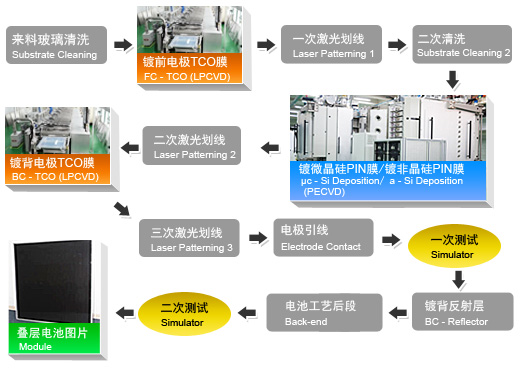 来料玻璃清洗
Substrate Cleaning
镀前电极TCO膜
FC - TCO (LPCVD)
一次激光划线
Laser Patterning 1
二次清洗
Substrate Cleaning 2
镀微晶硅PIN膜/镀非晶硅PIN膜
μc - Si Deposition/ a - Si Deposition
(PECVD)
二次激光划线
Laser Patterning 2
镀背电极TCO膜
BC - TCO (LPCVD)
三次激光划线
Laser Patterning 3
电极引线
Electrode Contact
一次测试
Simulator
镀背反射层
BC - Reflector
电池工艺后段
Back-end
二次测试
Simulator
叠层电池图片
Module